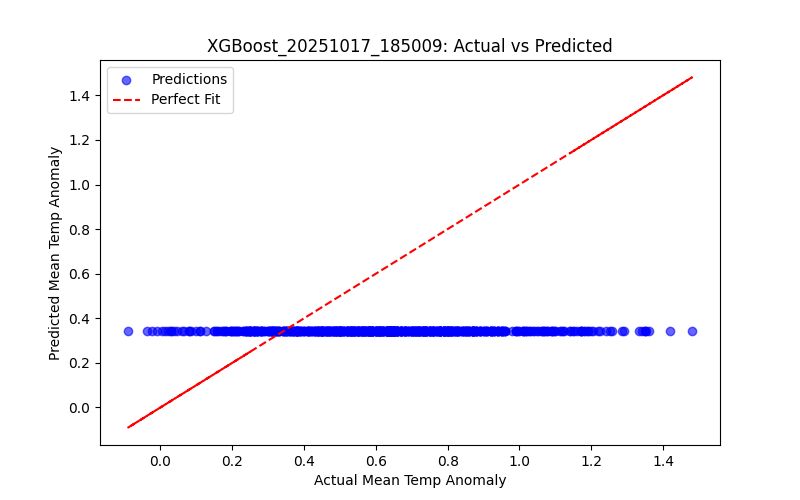 XGBoost_20251017_185009: Actual vs Predicted
Predictions
Perfect Fit
1.4
1.2
1.0
0.8
0.6
0.4
0.2
0.0
Predicted Mean Temp Anomaly
0.0 0.2 0.4 0.6 0.8 1.0 1.2 1.4
Actual Mean Temp Anomaly